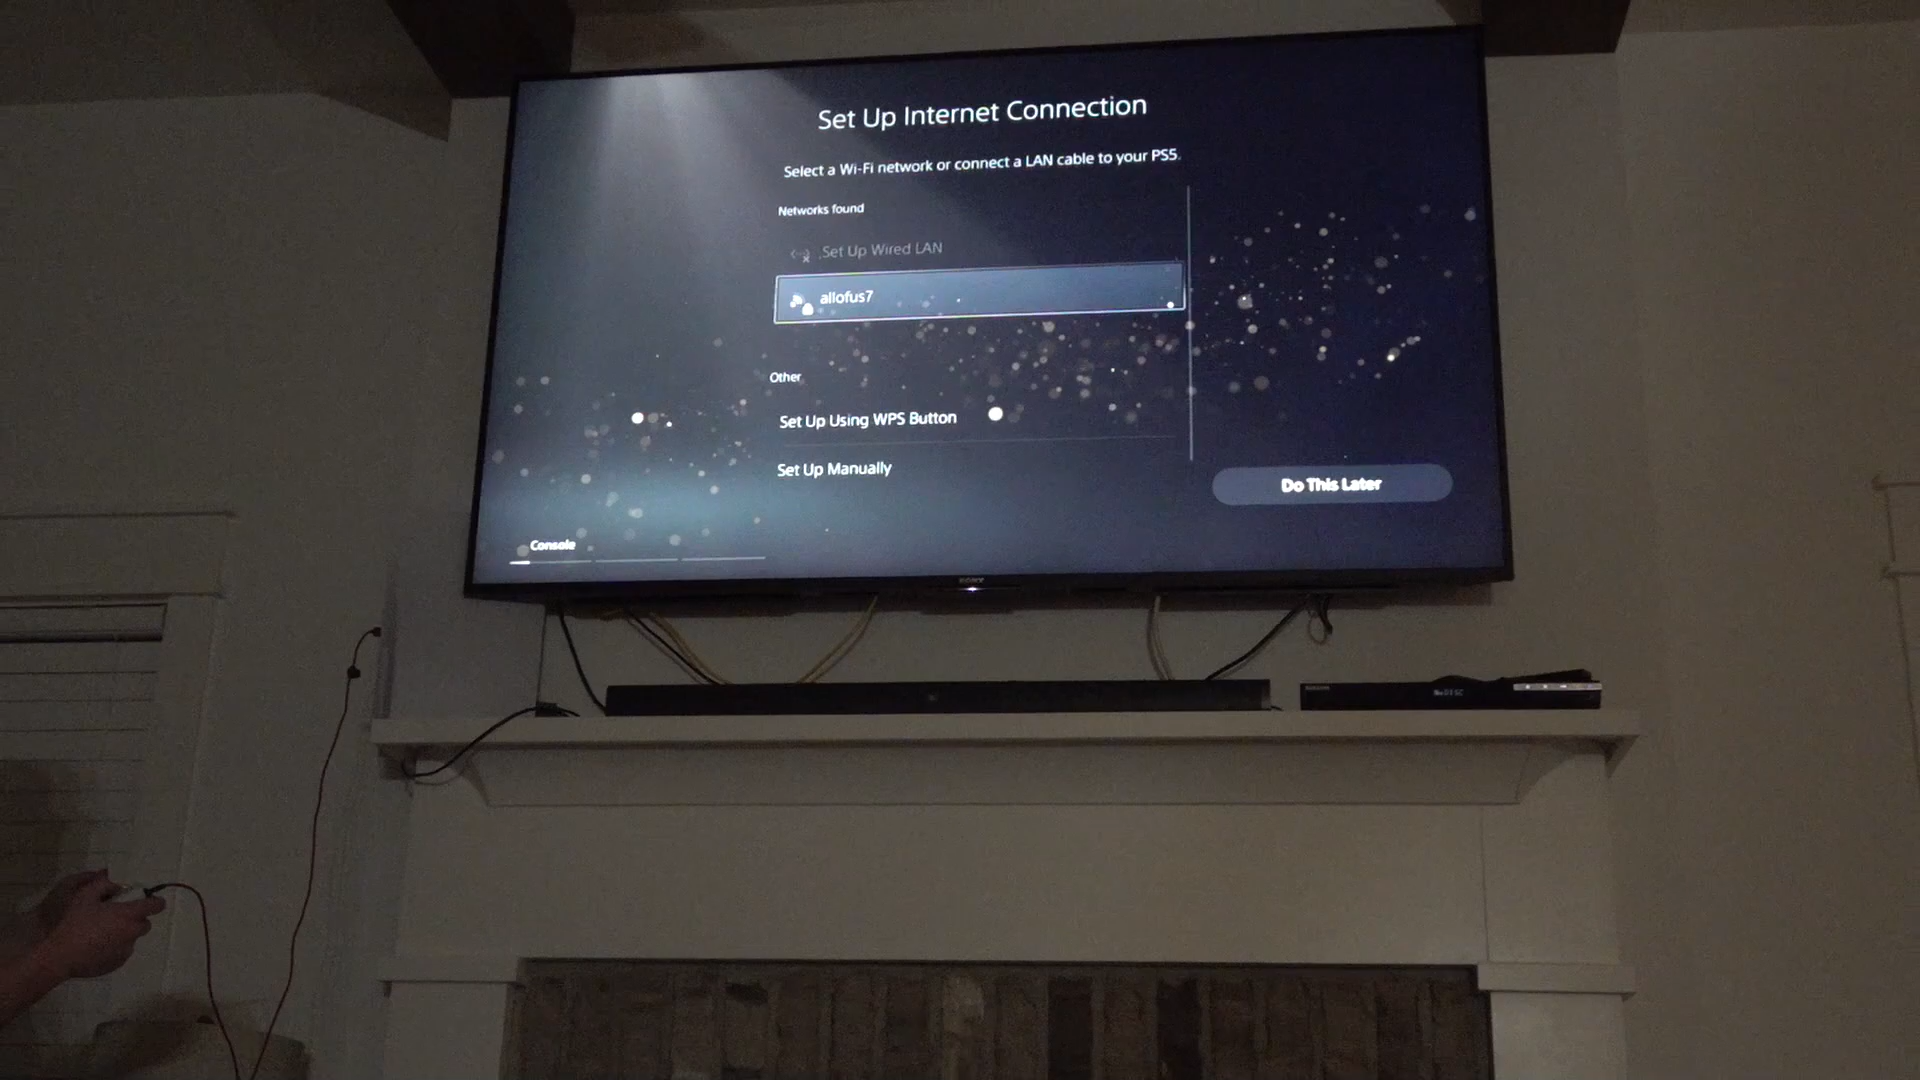 Set Up Internet Connection
Select a Wi-Fi network or connect a LAN cable to your PS5.
Networks found
Set Up Wired LAN
allofus7
Other
Set Up Using WPS Button
Set Up Manually
Do This Later
Console
SONY